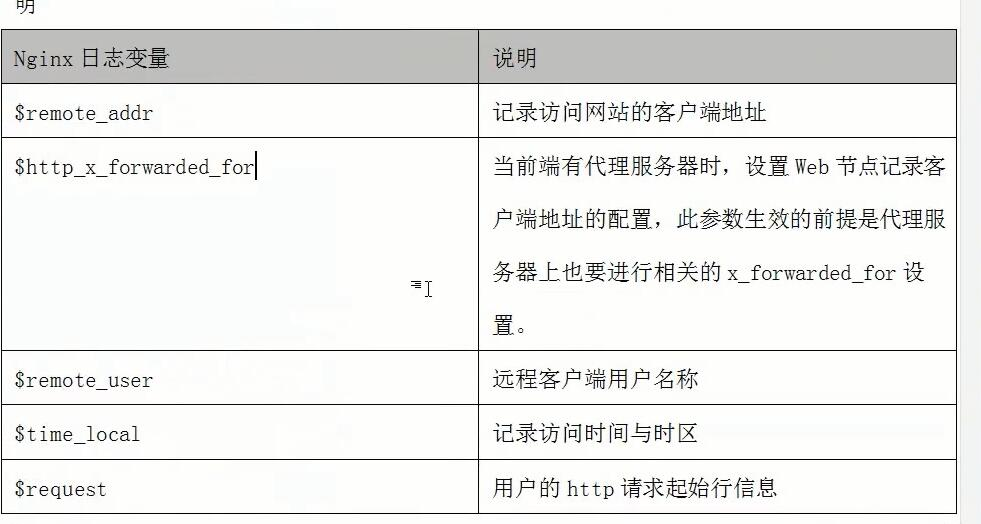 明
Nginx 日志变量
说明
$remote_addr
记录访问网站的客户端地址
$http_x_forwarded_for
当前端有代理服务器时，设置 Web 节点记录客
户端地址的配置，此参数生效的前提是代理服
务器上也要进行相关的 x_forwarded_for 设
置。
$remote_user
远程客户端用户名称
$time_local
记录访问时间与时区
$request
用户的 http 请求起始行信息